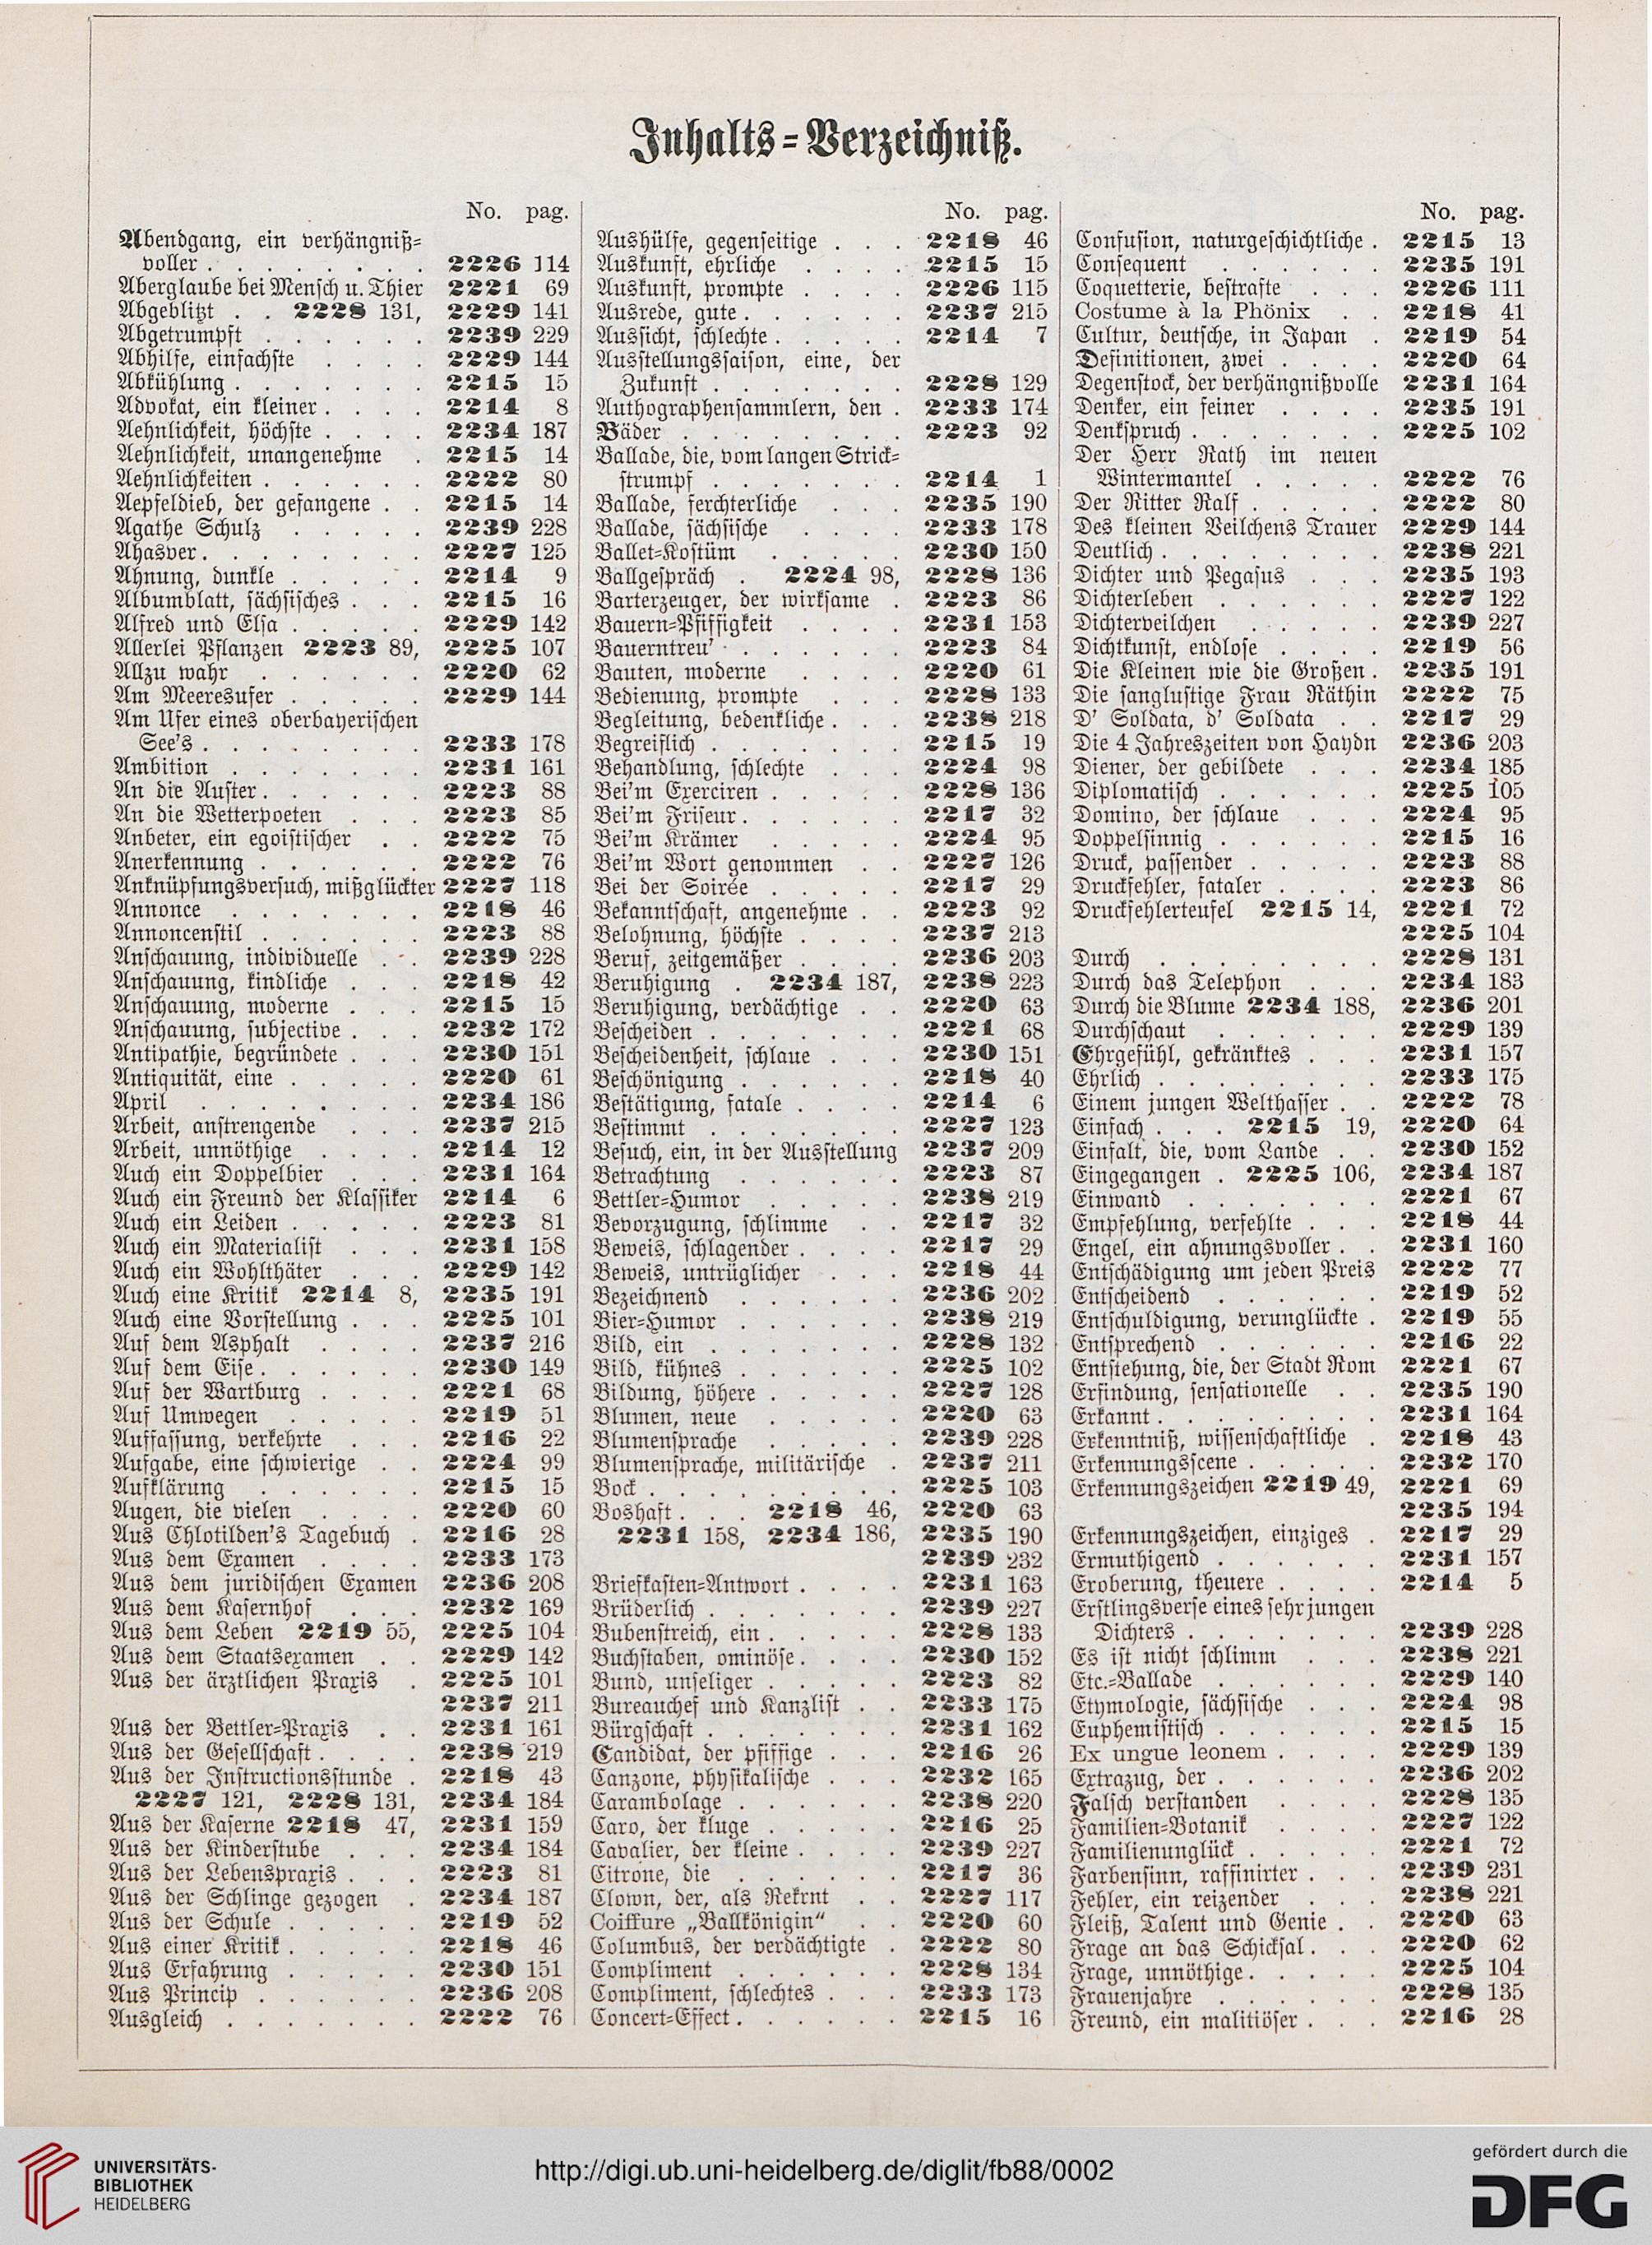 Inhalts-Verzeichniß.
No. pag.
Abendgang, ein verhängniß-
voller . . . . . . . . 2226 114
Aberglaube bei Mensch u. Thier 2221 69
Abgeblitzt . . 2228 131, 2229 141
Abgetrumpft . . . . . . 2239 229
Abhilfe, einfachste . . . . 2229 144
Abkühlung . . . . . . . 2215 15
Advokat, ein kleiner . . . . 2214 8
Aehnlichkeit, höchste . . . . 2234 187
Aehnlichkeit, unangenehme . 2215 14
Aehnlichkeiten . . . . . . 2222 80
Aepfeldieb, der gefangene . . 2215 14
Agathe Schulz . . . . . 2239 228
Ahasver . . . . . . . . 2227 125
Ahnung, dunkle . . . . . 2214 9
Albumblatt, sächsisches . . . 2215 16
Alfred und Elsa . . . . . 2229 142
Allerlei Pflanzen 2223 89, 2225 107
Allzu wahr . . . . . . 2220 62
Am Meeresufer . . . . . 2229 144
Am Ufer eines oberbayerischen
See's . . . . . . . . 2233 178
Ambition . . . . . . . 2231 161
An die Auster . . . . . . 2223 88
An die Wetterpoeten . . . 2223 85
Anbeter, ein egoistischer . . 2222 75
Anerkennung . . . . . . 2222 76
Anknüpfungsversuch, mißglückter 2227 118
Annonce . . . . . . . 2218 46
Annoncenstil . . . . . . 2223 88
Anschauung, individuelle . . 2239 228
Anschauung, kindliche . . . 2218 42
Anschauung, moderne . . . 2215 15
Anschauung, subjective . . . 2232 172
Antipathie, begründete . . . 2230 151
Antiquität, eine . . . . . 2220 61
April . . . . . . . . 2234 186
Arbeit, anstrengende . . . 2237 215
Arbeit, unnöthige . . . . 2214 12
Auch ein Doppelbier . . . 2231 164
Auch ein Freund der Klassiker 2214 6
Auch ein Leiden . . . . . 2223 81
Auch ein Materialist . . . 2231 158
Auch ein Wohlthäter . . . 2229 142
Auch eine Kritik 2214 8, 2235 191
Auch eine Vorstellung . . . 2225 101
Auf dem Asphalt . . . . 2237 216
Auf dem Eise . . . . . . 2230 149
Auf der Wartburg . . . . 2221 68
Auf Umwegen . . . . . 2219 51
Auffassung, verkehrte . . . 2216 22
Aufgabe, eine schwierige . . 2224 99
Aufklärung . . . . . . 2215 15
Augen, die vielen . . . . 2220 60
Aus Chlotilden's Tagebuch . 2216 28
Aus dem Examen . . . . 2233 173
Aus dem juridischen Examen 2236 208
Aus dem Kasernhof . . . 2232 169
Aus dem Leben 2219 55, 2225 104
Aus dem Staatsexamen . . 2229 142
Aus der ärztlichen Praxis . 2225 101
2237 211
Aus der Bettler-Praxis . . 2231 161
Aus der Gesellschaft . . . . 2238 219
Aus der Instructionsstunde . 2218 43
2227 121, 2228 131, 2234 184
Aus der Kaserne 2218 47, 2231 159
Aus der Kinderstube . . . 2234 184
Aus der Lebenspraxis . . . 2223 81
Aus der Schlinge gezogen . 2234 187
Aus der Schule . . . . . 2219 52
Aus einer Kritik . . . . . 2218 46
Aus Erfahrung . . . . . 2230 151
Aus Princip . . . . . . 2236 208
Ausgleich . . . . . . . 2222 76
No. pag.
Aushülfe, gegenseitige . . . 2218 46
Auskunft, ehrliche . . . . 2215 15
Auskunft, prompte . . . . 2226 115
Ausrede, gute . . . . . . 2237 215
Aussicht, schlechte . . . . . 2214 7
Ausstellungssaison, eine, der
Zukunft . . . . . . . 2228 129
Authographensammlern, den . 2233 174
Bäder . . . . . . . . 2223 92
Ballade, die, vom langen Strick-
strumpf . . . . . . . 2214 1
Ballade, ferchterliche . . . 2235 190
Ballade, sächsische . . . . 2233 178
Ballet-Kostüm . . . . . 2230 150
Ballgespräch . 2224 98, 2228 136
Barterzeuger, der wirksame . 2223 86
Bauern-Pfiffigkeit . . . . 2231 153
Bauerntreu' . . . . . . 2223 84
Bauten, moderne . . . . 2220 61
Bedienung, prompte . . . 2228 133
Begleitung, bedenkliche . . . 2238 218
Begreiflich . . . . . . . 2215 19
Behandlung, schlechte . . . 2224 98
Bei'm Exerciren . . . . . 2228 136
Bei'm Friseur . . . . . . 2217 32
Bei'm Krämer . . . . . 2224 95
Bei'm Wort genommen . . 2227 126
Bei der Soirée . . . . . 2217 29
Bekanntschaft, angenehme . . 2223 92
Belohnung, höchste . . . . 2237 213
Beruf, zeitgemäßer . . . . 2236 203
Beruhigung . 2234 187, 2238 223
Beruhigung, verdächtige . . 2220 63
Bescheiden . . . . . . . 2221 68
Bescheidenheit, schlaue . . . 2230 151
Beschönigung . . . . . . 2218 40
Bestätigung, fatale . . . . 2214 6
Bestimmt . . . . . . . 2227 123
Besuch, ein, in der Ausstellung 2237 209
Betrachtung . . . . . . 2223 87
Bettler-Humor . . . . . 2238 219
Bevorzugung, schlimme . . 2217 32
Beweis, schlagender . . . . 2217 29
Beweis, untrüglicher . . . 2218 44
Bezeichnend . . . . . . 2236 202
Bier-Humor . . . . . . 2238 219
Bild, ein . . . . . . . 2228 132
Bild, kühnes . . . . . . 2225 102
Bildung, höhere . . . . . 2227 128
Blumen, neue . . . . . 2220 63
Blumensprache . . . . . 2239 228
Blumensprache, militärische . 2237 211
Bock . . . . . . . . . 2225 103
Boshaft . . . 2218 46, 2220 63
2231 158, 2234 186, 2235 190
2239 232
Briefkasten-Antwort . . . . 2231 163
Brüderlich . . . . . . . 2239 227
Bubenstreich, ein . . . . . 2228 133
Buchstaben, ominöse . . . . 2230 152
Bund, unseliger . . . . . 2223 82
Bureauchef und Kanzlist . . 2233 175
Bürgschaft . . . . . . . 2231 162
Candidat, der pfiffige . . . 2216 26
Canzone, physikalische . . . 2232 165
Carambolage . . . . . . 2238 220
Caro, der kluge . . . . . 2216 25
Cavalier, der kleine . . . . 2239 227
Citrone, die . . . . . . 2217 36
Clown, der, als Rekrnt . . 2227 117
Coiffure „Ballkönigin“ . . 2220 60
Columbus, der verdächtigte . 2222 80
Compliment . . . . . . 2228 134
Compliment, schlechtes . . . 2233 173
Concert-Effect . . . . . . 2215 16
No. pag.
Confusion, naturgeschichtliche . 2215 13
Consequent . . . . . . 2235 191
Coquetterie, bestrafte . . . 2226 111
Costume à la Phönix . . 2218 41
Cultur, deutsche, in Japan . 2219 54
Definitionen, zwei . . . . 2220 64
Degenstock, der verhängnißvolle 2231 164
Denker, ein feiner . . . . 2235 191
Denkspruch . . . . . . . 2225 102
Der Herr Rath im neuen
Wintermantel . . . . . 2222 76
Der Ritter Ralf . . . . . 2222 80
Des kleinen Veilchens Trauer 2229 144
Deutlich . . . . . . . . 2238 221
Dichter und Pegasus . . . 2235 193
Dichterleben . . . . . . 2227 122
Dichterveilchen . . . . . 2239 227
Dichtkunst, endlose . . . . 2219 56
Die Kleinen wie die Großen . 2235 191
Die sanglustige Frau Räthin 2222 75
D' Soldata, d' Soldata . . 2217 29
Die 4 Jahreszeiten von Haydn 2236 203
Diener, der gebildete . . . 2234 185
Diplomatisch . . . . . . 2225 105
Domino, der schlaue . . . 2224 95
Doppelsinnig . . . . . . 2215 16
Druck, passender . . . . . 2223 88
Druckfehler, fataler . . . . 2223 86
Druckfehlerteufel 2215 14, 2221 72
2225 104
Durch . . . . . . . . 2228 131
Durch das Telephon . . . 2234 183
Durch die Blume 2234 188, 2236 201
Durchschaut . . . . . . 2229 139
Ehrgefühl, gekränktes . . . 2231 157
Ehrlich . . . . . . . . 2233 175
Einem jungen Welthasser . . 2222 78
Einfach . . . 2215 19, 2220 64
Einfalt, die, vom Lande . . 2230 152
Eingegangen . 2225 106, 2234 187
Einwand . . . . . . . 2221 67
Empfehlung, verfehlte . . . 2218 44
Engel, ein ahnungsvoller . . 2231 160
Entschädigung um jeden Preis 2222 77
Entscheidend . . . . . . 2219 52
Entschuldigung, verunglückte . 2219 55
Entsprechend . . . . . . 2216 22
Entstehung, die, der Stadt Rom 2221 67
Erfindung, sensationelle . . 2235 190
Erkannt . . . . . . . . 2231 164
Erkenntniß, wissenschaftliche . 2218 43
Erkennungsscene . . . . . 2232 170
Erkennungszeichen 2219 49, 2221 69
2235 194
Erkennungszeichen, einziges . 2217 29
Ermuthigend . . . . . . 2231 157
Eroberung, theuere . . . . 2214 5
Erstlingsverse eines sehr jungen
Dichters . . . . . . . 2239 228
Es ist nicht schlimm . . . 2238 221
Etc.-Ballade . . . . . . 2229 140
Etymologie, sächsische . . . 2224 98
Euphemistisch . . . . . . 2215 15
Ex ungue leonem . . . . 2229 139
Extrazug, der . . . . . . 2236 202
Falsch verstanden . . . . 2228 135
Familien-Botanik . . . . 2227 122
Familienunglück . . . . . 2221 72
Farbensinn, raffinirter . . . 2239 231
Fehler, ein reizender . . . 2238 221
Fleiß, Talent und Genie . . 2220 63
Frage an das Schicksal . . . 2220 62
Frage, unnöthige . . . . . 2225 104
Frauenjahre . . . . . . 2228 135
Freund, ein malitiöser . . . 2216 28
UNIVERSITÄTS-
BIBLIOTHEK
HEIDELBERG
http://digi.ub.uni-heidelberg.de/diglit/fb88/0002
gefördert durch die
DFG